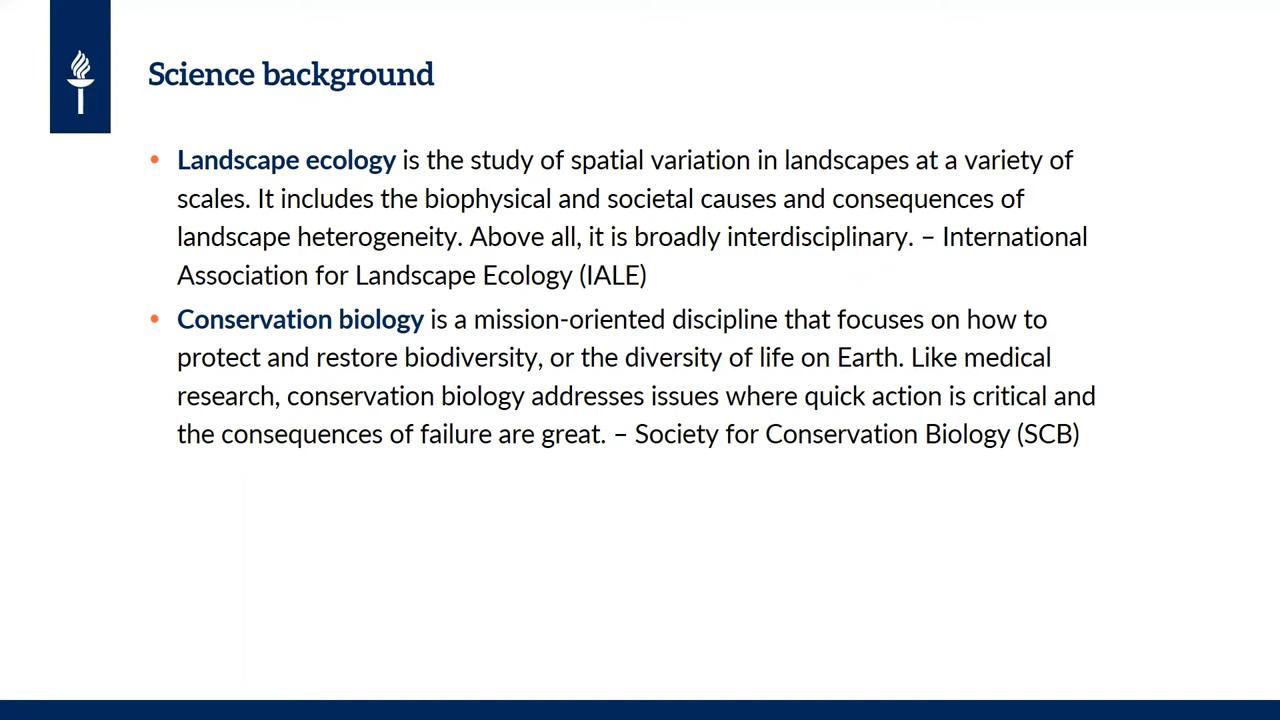 Science background
• Landscape ecology is the study of spatial variation in landscapes at a variety of
scales. It includes the biophysical and societal causes and consequences of
landscape heterogeneity. Above all, it is broadly interdisciplinary. – International
Association for Landscape Ecology (IALE)
• Conservation biology is a mission-oriented discipline that focuses on how to
protect and restore biodiversity, or the diversity of life on Earth. Like medical
research, conservation biology addresses issues where quick action is critical and
the consequences of failure are great. – Society for Conservation Biology (SCB)